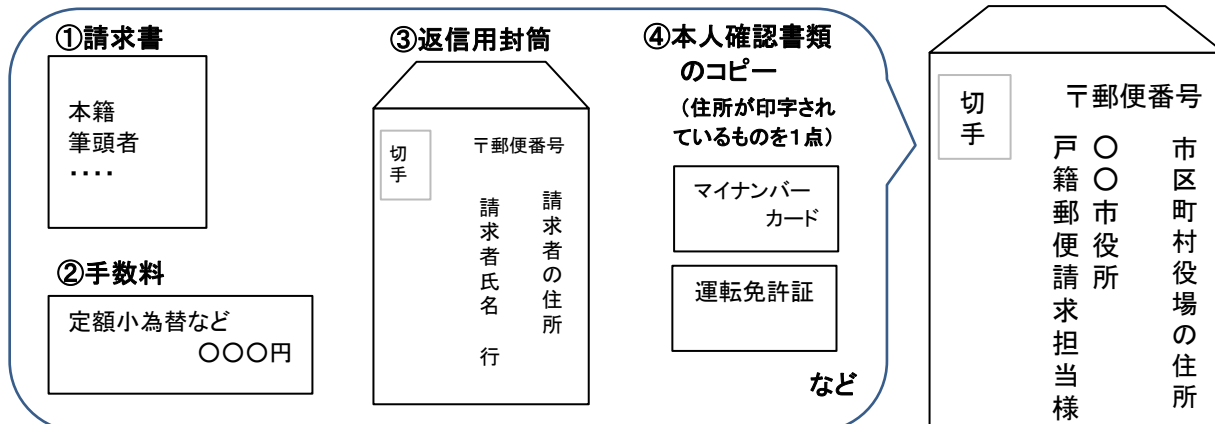 ①請求書
本籍
筆頭者
・・・・
②手数料
定額小為替など
〇〇〇円
③返信用封筒
切手
〒郵便番号
請求者の住所
請求者氏名 行
④本人確認書類
のコピー
（住所が印字され
ているものを1点）
マイナンバー
カード
運転免許証
など
切手
〒郵便番号
市区町村役場の住所
〇〇市役所
戸籍郵便請求担当様